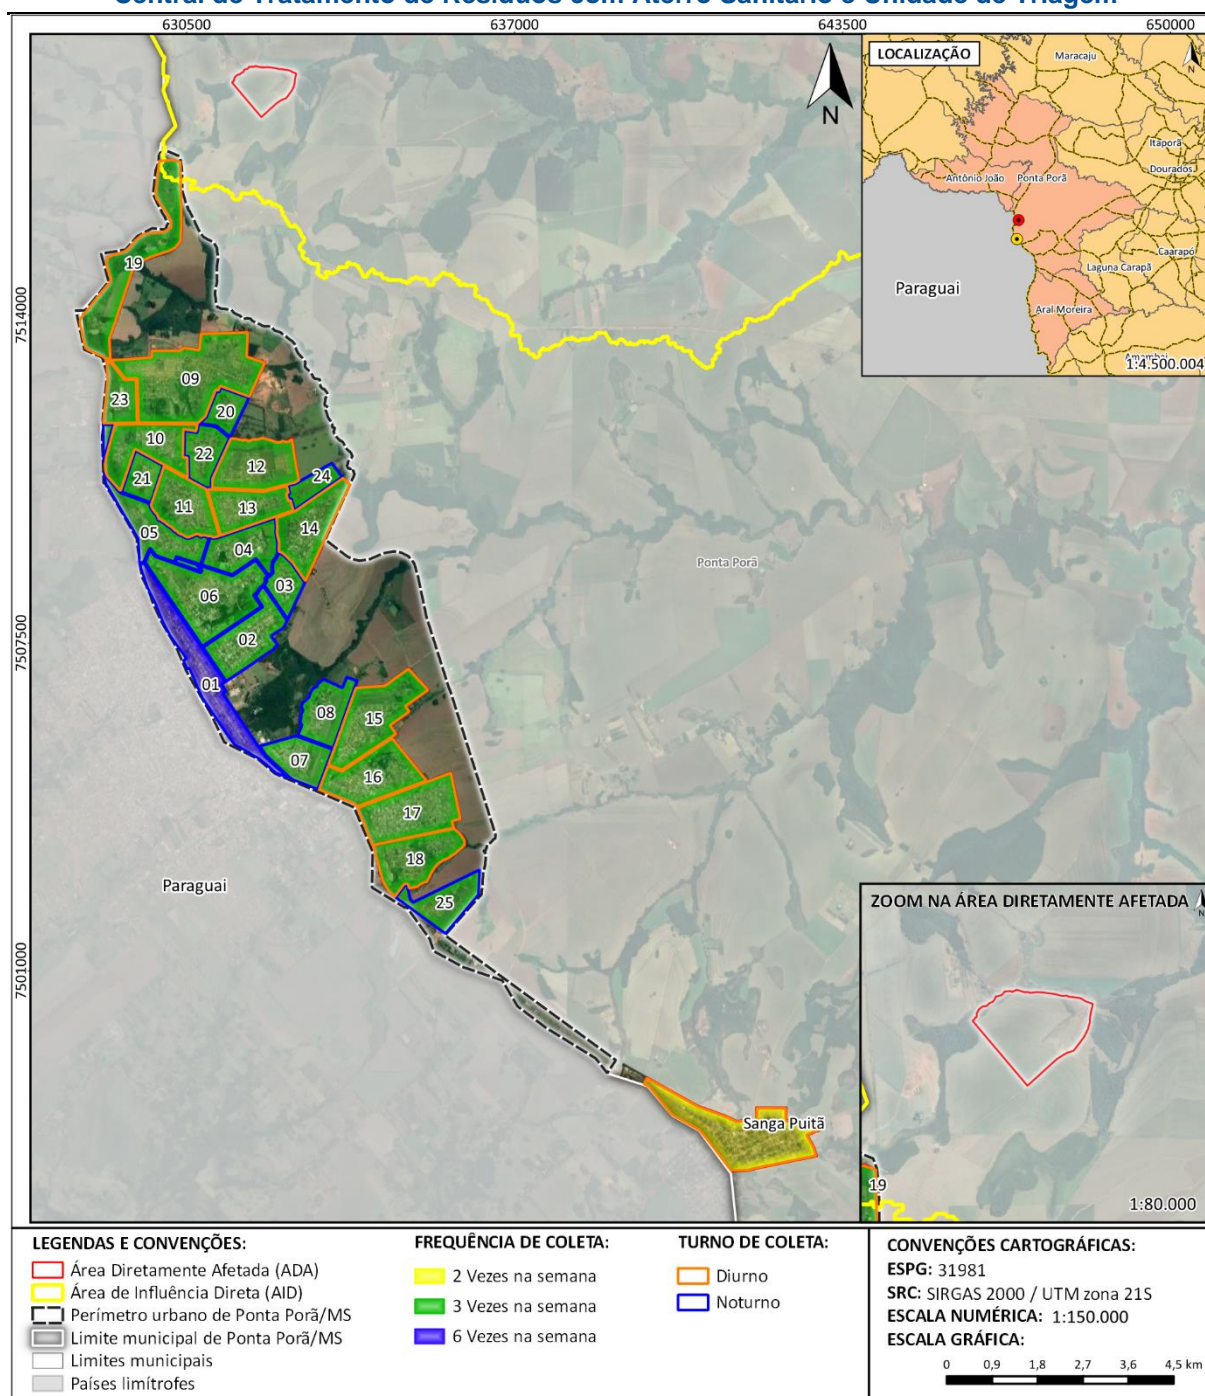 Central de Tratamento de Resíduos com Aterro Sanitário e Unidade de Triagem
630500 637000 643500 650000
LOCALIZAÇÃO
N
Maracaju
Itaporã
Dourados
Antônio João Ponta Porã
Caarapó
Laguna Carapã
Paraguai
Aral Moreira
Amambai
1:4.500.004
N
7514000
7507500
7501000
19
09
23
20
10
22
12
21
24
11
13
14
05
04
03
06
02
01
08
15
07
16
17
18
25
Ponta Porã
Paraguai
Sanga Puitã
ZOOM NA ÁREA DIRETAMENTE AFETADA
N
19
1:80.000
LEGENDAS E CONVENÇÕES:
Área Diretamente Afetada (ADA)
Área de Influência Direta (AID)
Perímetro urbano de Ponta Porã/MS
Limite municipal de Ponta Porã/MS
Limites municipais
Países limítrofes
FREQUÊNCIA DE COLETA:
2 Vezes na semana
3 Vezes na semana
6 Vezes na semana
TURNO DE COLETA:
Diurno
Noturno
CONVENÇÕES CARTOGRÁFICAS:
ESPG: 31981
SRC: SIRGAS 2000 / UTM zona 21S
ESCALA NUMÉRICA: 1:150.000
ESCALA GRÁFICA:
0 0,9 1,8 2,7 3,6 4,5 km